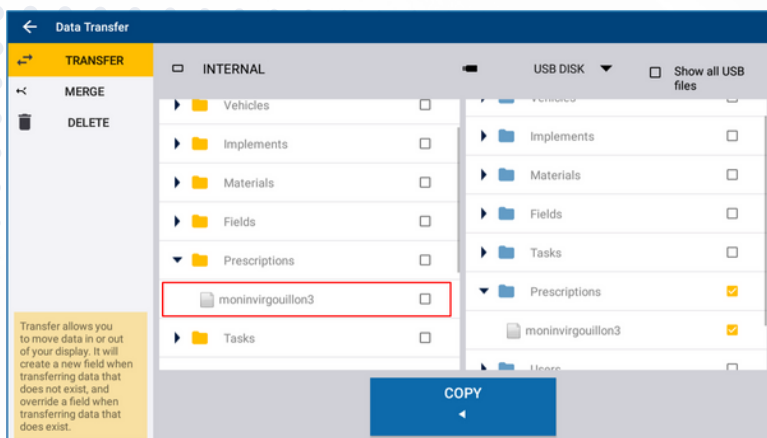 Data Transfer
TRANSFER
MERGE
DELETE
INTERNAL
USB DISK
Show all USB
files
Vehicles
Implements
Materials
Fields
Prescriptions
moninvirgouillon3
Tasks
Vehicles
Implements
Materials
Fields
Tasks
Prescriptions
moninvirgouillon3
Users
Transfer allows you
to move data in or out
of your display. It will
create a new field when
transferring data that
does not exist, and
override a field when
transferring data that
does exist.
COPY